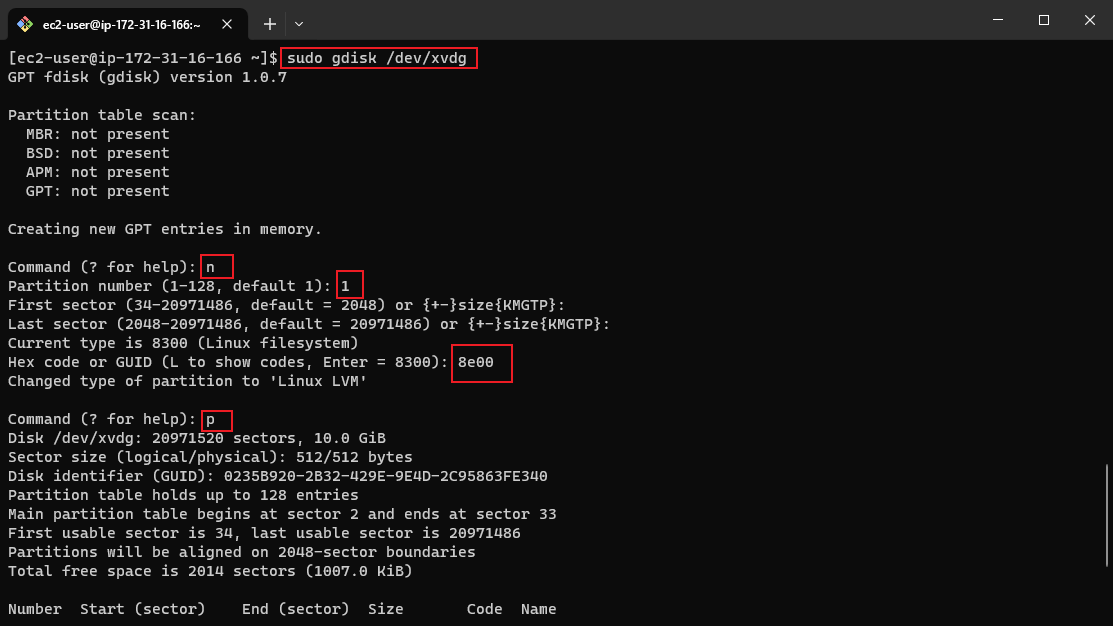 ec2-user@ip-172-31-16-166:~
[ec2-user@ip-172-31-16-166 ~]$ sudo gdisk /dev/xvdg
GPT fdisk (gdisk) version 1.0.7
Partition table scan:
MBR: not present
BSD: not present
APM: not present
GPT: not present
Creating new GPT entries in memory.
Command (? for help): n
Partition number (1-128, default 1): 1
First sector (34-20971486, default = 2048) or {+-}size{KMGTP}:
Last sector (2048-20971486, default = 20971486) or {+-}size{KMGTP}:
Current type is 8300 (Linux filesystem)
Hex code or GUID (L to show codes, Enter = 8300): 8e00
Changed type of partition to 'Linux LVM'
Command (? for help): p
Disk /dev/xvdg: 20971520 sectors, 10.0 GiB
Sector size (logical/physical): 512/512 bytes
Disk identifier (GUID): 0235B920-2B32-429E-9E4D-2C95863FE340
Partition table holds up to 128 entries
Main partition table begins at sector 2 and ends at sector 33
First usable sector is 34, last usable sector is 20971486
Partitions will be aligned on 2048-sector boundaries
Total free space is 2014 sectors (1007.0 KiB)
Number Start (sector) End (sector) Size Code Name